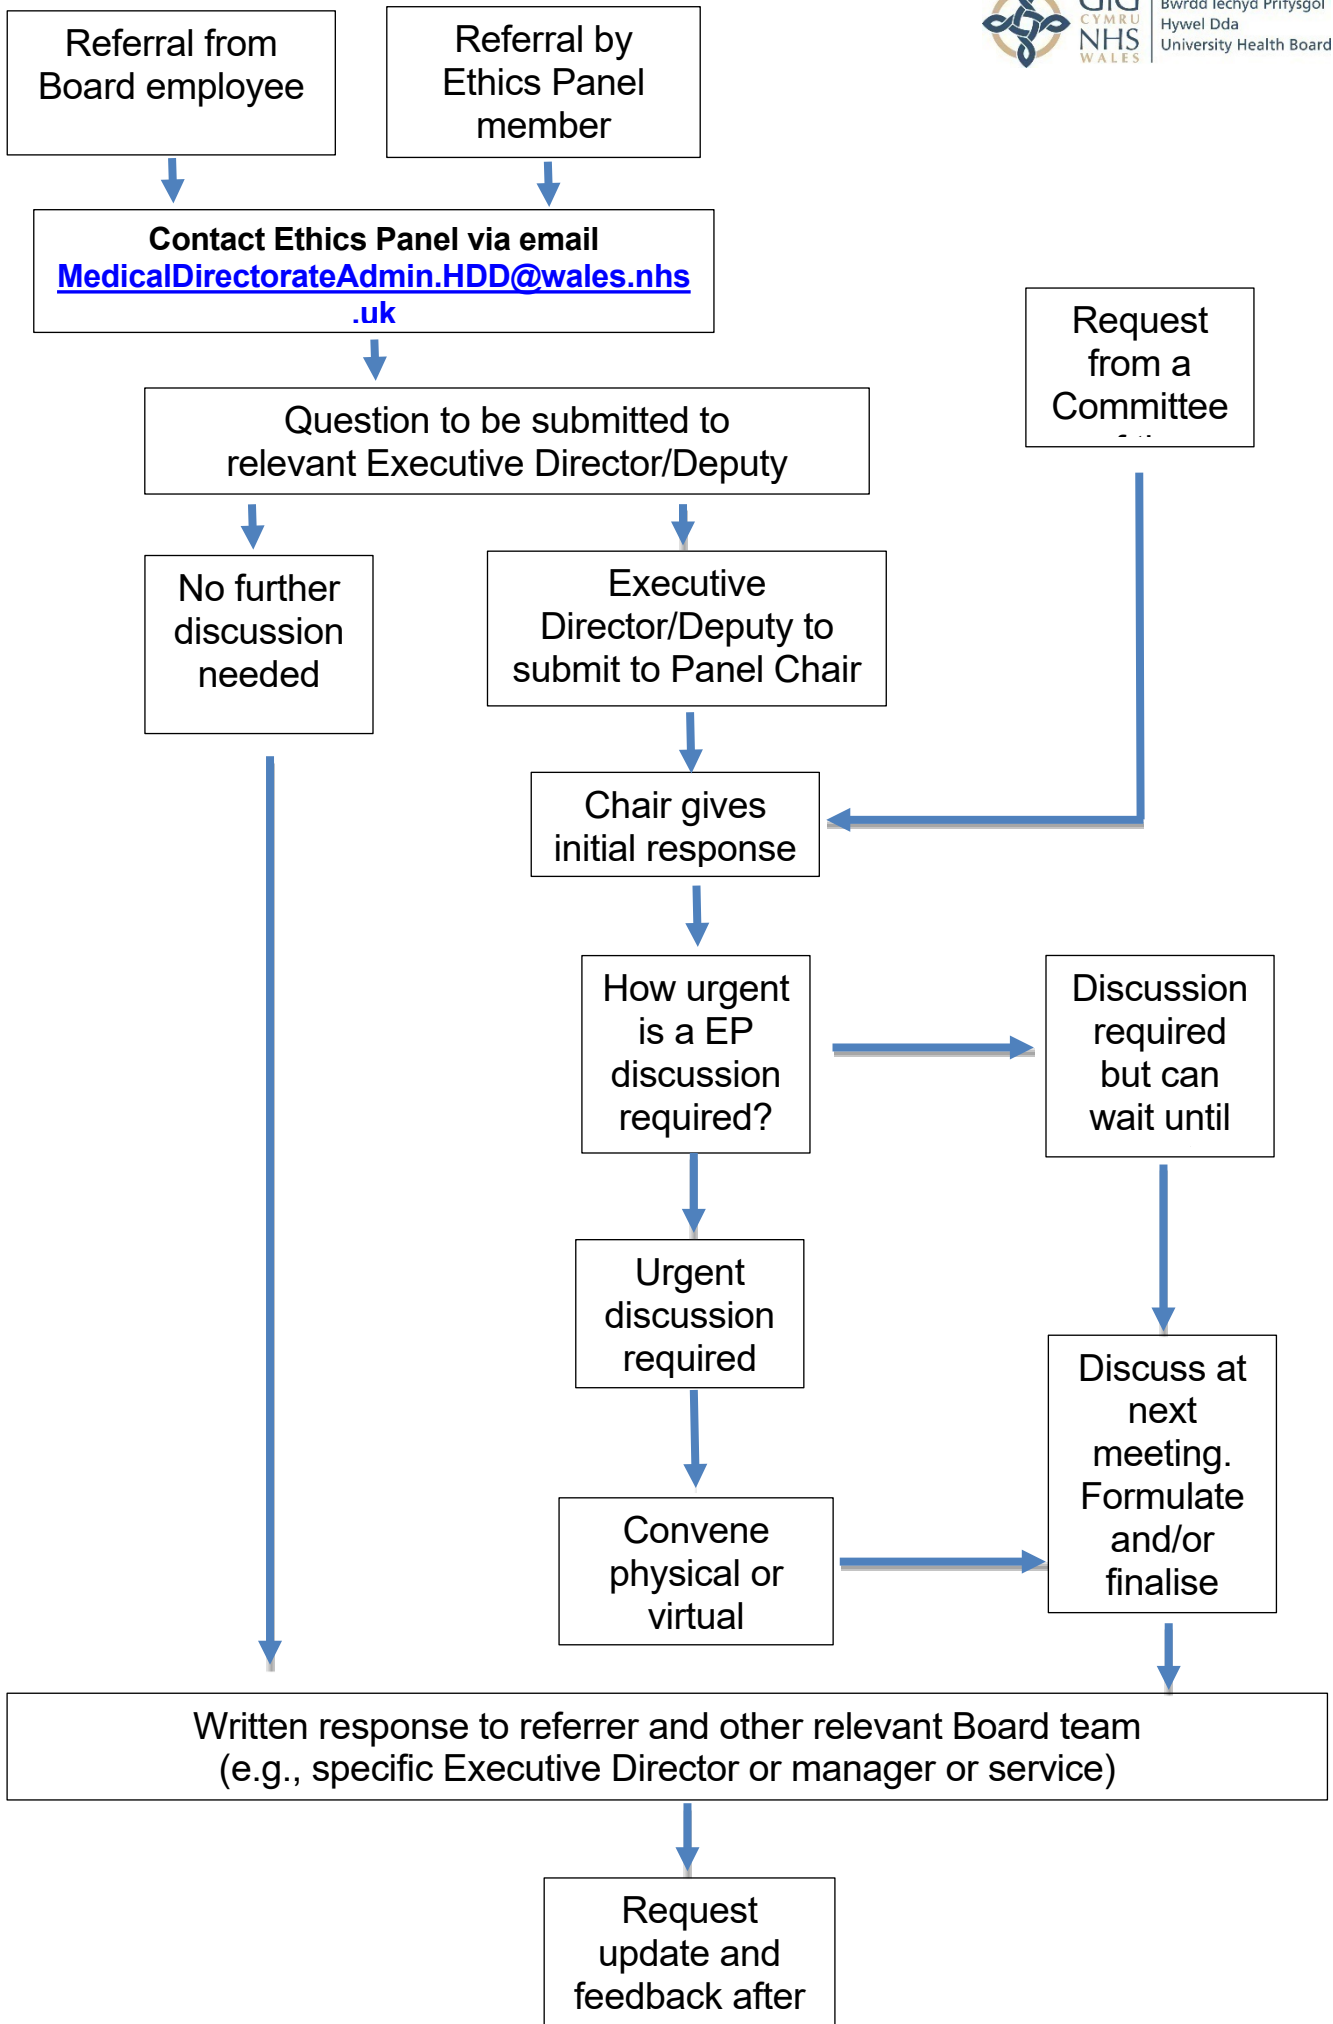 GIG
CYMRU
NHS
WALES
Bwrdd Iechyd Prifysgol
Hywel Dda
University Health Board
Referral from
Board employee
Referral by
Ethics Panel
member
Contact Ethics Panel via email
MedicalDirectorateAdmin.HDD@wales.nhs
.uk
Request
from a
Committee
Question to be submitted to
relevant Executive Director/Deputy
No further
discussion
needed
Executive
Director/Deputy to
submit to Panel Chair
Chair gives
initial response
How urgent
is a EP
discussion
required?
Discussion
required
but can
wait until
Urgent
discussion
required
Discuss at
next
meeting.
Formulate
and/or
finalise
Convene
physical or
virtual
Written response to referrer and other relevant Board team
(e.g., specific Executive Director or manager or service)
Request
update and
feedback after